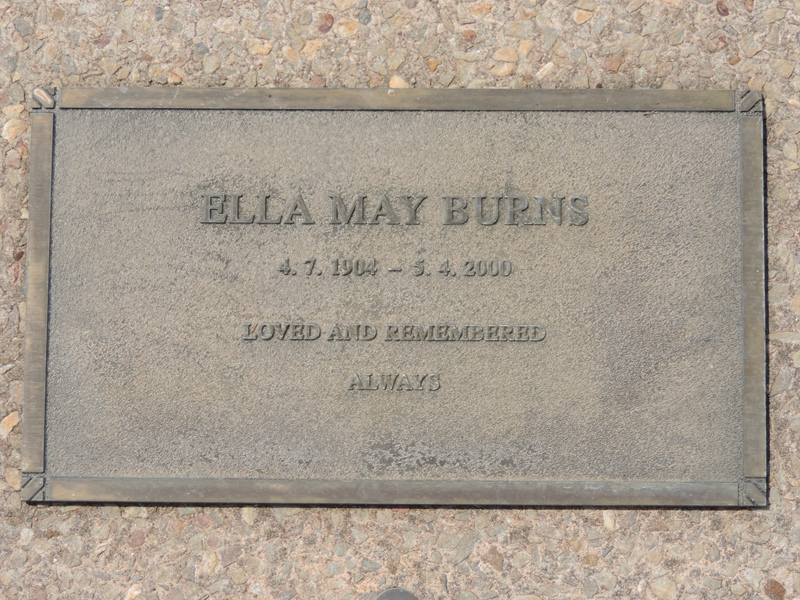 ELLA MAY BURNS
4. 7. 1904 – 5. 4. 2000
LOVED AND REMEMBERED
ALWAYS